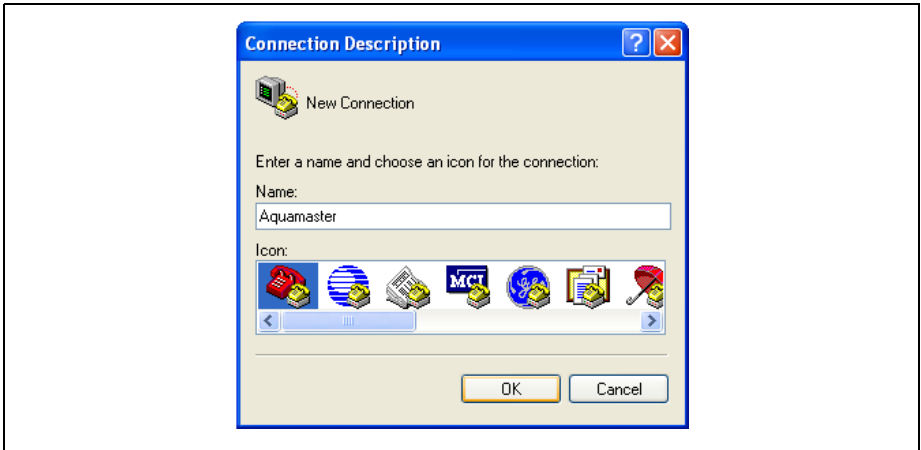 Connection Description
New Connection
Enter a name and choose an icon for the connection:
Name:
Aquamaster
Icon:
MCI
OK
Cancel